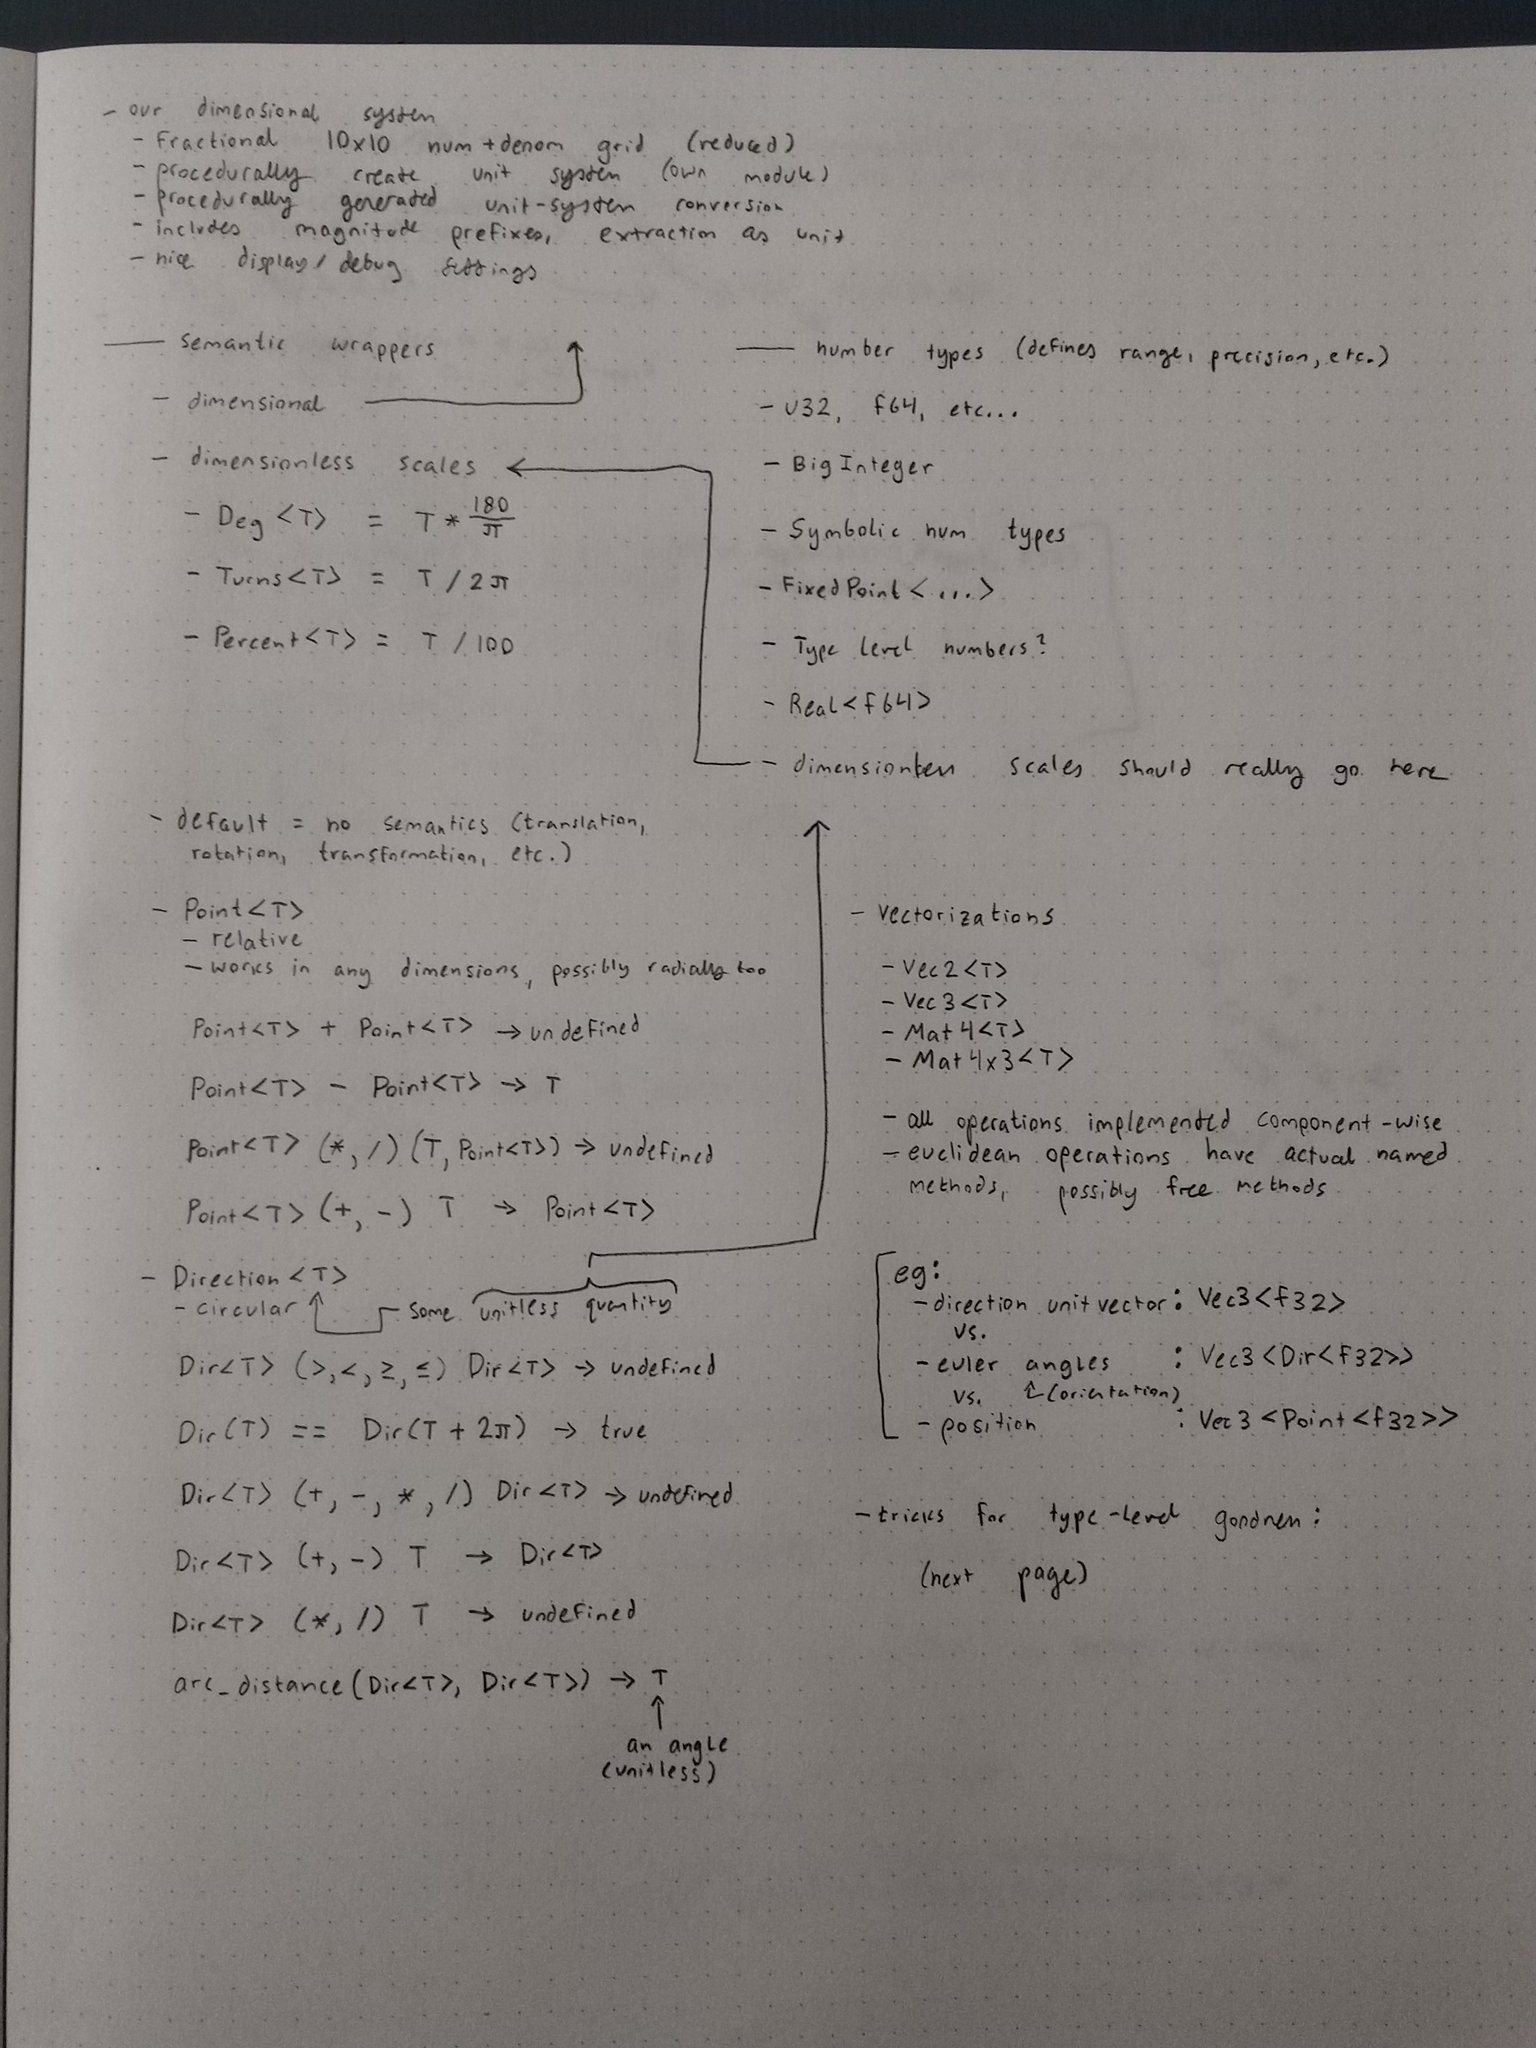 - our dimensional system
- Fractional 10x10 num+denom grid (reduced)
- procedurally create unit system (own module)
- procedurally generated unit-system conversion
- includes magnitude prefixes, extraction as unit
- nice display/debug settings
— semantic wrappers
- dimensional
- dimensionless scales
- Deg<T> = T * 180/π
- Turns<T> = T / 2π
- Percent<T> = T / 100
— number types (defines range, precision, etc.)
- u32, f64, etc...
- BigInteger
- Symbolic num types
- FixedPoint<...>
- Type level numbers?
- Real<f64>
- dimensionless scales should really go here
- default = no semantics (translation,
rotation, transformation, etc.)
- Point<T>
- relative
- works in any dimensions, possibly radially too
Point<T> + Point<T> → undefined
Point<T> - Point<T> → T
Point<T> (*, /) (T, Point<T>) → undefined
Point<T> (+, -) T → Point<T>
- Direction<T>
- circular
some unitless quantity
Dir<T> (>, <, ≥, ≤) Dir<T> → undefined
Dir(T) == Dir(T + 2π) → true
Dir<T> (+, -, *, /) Dir<T> → undefined
Dir<T> (+, -) T → Dir<T>
Dir<T> (*, /) T → undefined
arc_distance(Dir<T>, Dir<T>) → T
↑
an angle
(unitless)
- Vectorizations
- Vec2<T>
- Vec3<T>
- Mat4<T>
- Mat4x3<T>
- all operations implemented component-wise
- euclidean operations have actual named
methods, possibly free methods
eg:
- direction unit vector: Vec3<f32>
vs.
- euler angles : Vec3<Dir<f32>>
vs. ↑(orientation)
- position : Vec3<Point<f32>>
- tricks for type-level goodness:
(next page)